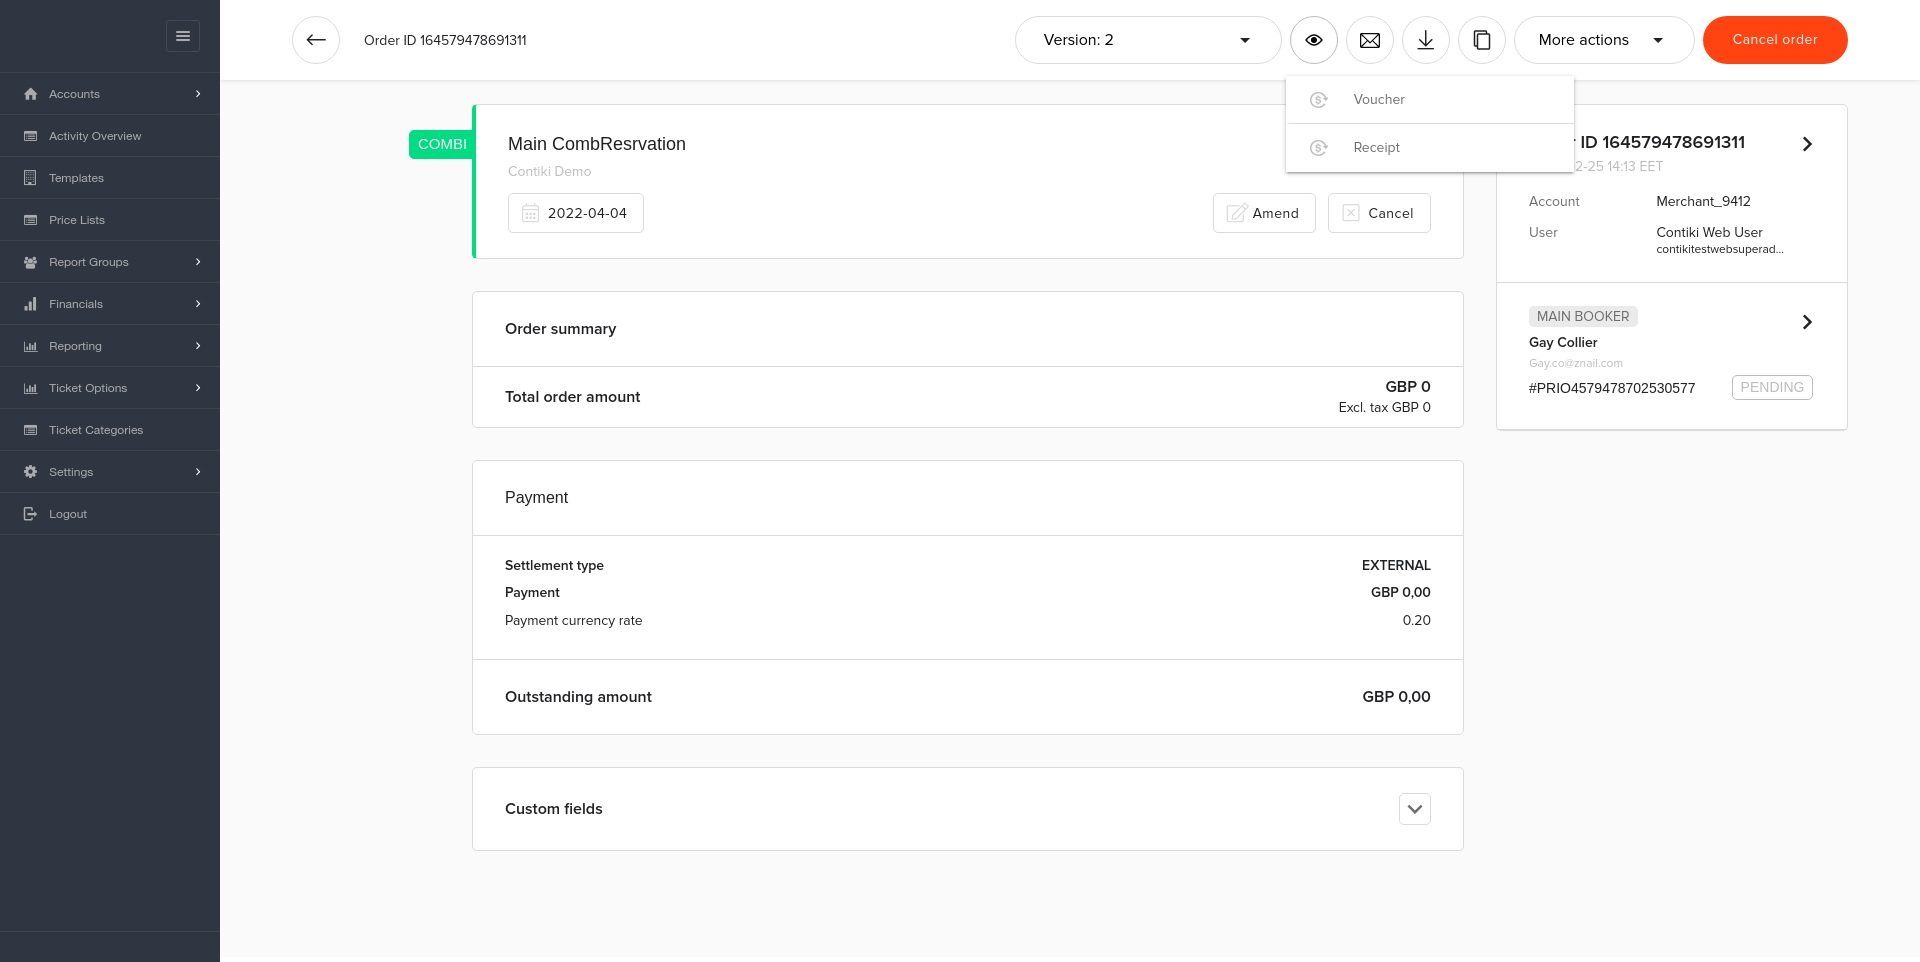 Order ID 164579478691311
Version: 2
More actions
Cancel order
Accounts
Activity Overview
Templates
Price Lists
Report Groups
Financials
Reporting
Ticket Options
Ticket Categories
Settings
Logout
Voucher
Receipt
COMBI
Main CombResrvation
Contiki Demo
2022-04-04
Amend
Cancel
Order summary
Total order amount
GBP 0
Excl. tax GBP 0
Payment
Settlement type
EXTERNAL
Payment
GBP 0,00
Payment currency rate
0.20
Outstanding amount
GBP 0,00
Custom fields
ID 164579478691311
2-25 14:13 EET
Account
Merchant_9412
User
Contiki Web User
contikitestwebsuperad...
MAIN BOOKER
Gay Collier
Gay.co@znail.com
#PRIO4579478702530577
PENDING